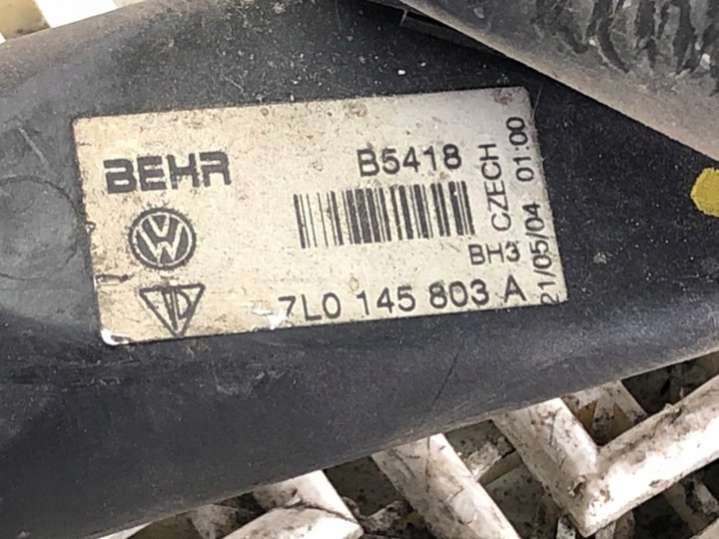 BEHR
B5418
BH3
CZECH
21/05/04 01:00
7L0 145 803 A